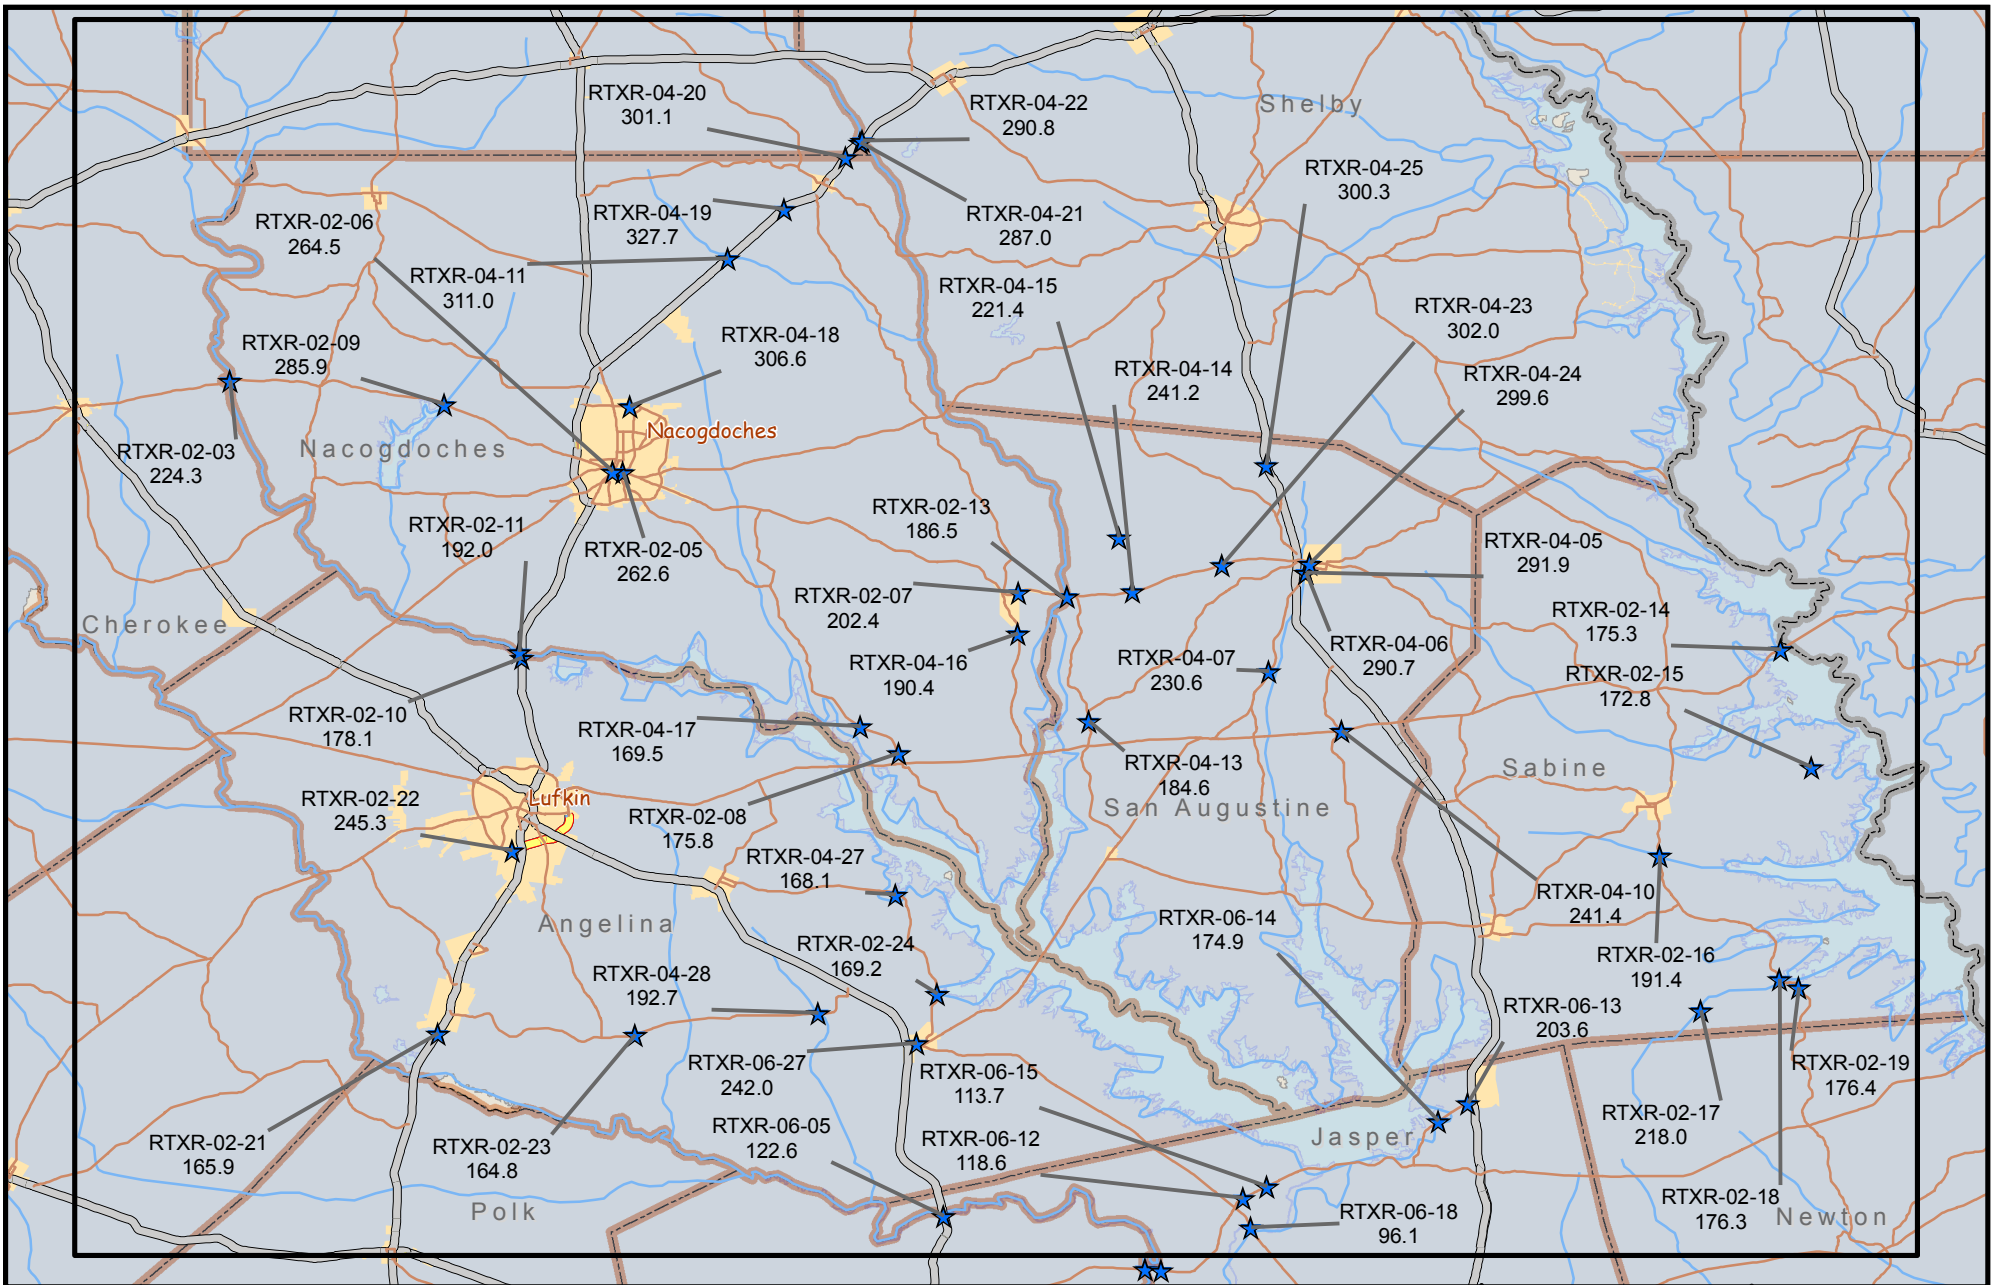 RTXR-04-20
301.1
RTXR-04-22
290.8
Shelby
RTXR-04-25
300.3
RTXR-02-06
264.5
RTXR-04-19
327.7
RTXR-04-21
287.0
RTXR-04-11
311.0
RTXR-04-15
221.4
RTXR-04-23
302.0
RTXR-02-09
285.9
RTXR-04-18
306.6
RTXR-04-14
241.2
RTXR-04-24
299.6
Nacogdoches
RTXR-02-03
224.3
Nacogdoches
RTXR-02-13
186.5
RTXR-02-11
192.0
RTXR-02-05
262.6
RTXR-04-05
291.9
RTXR-02-07
202.4
RTXR-02-14
175.3
Cherokee
RTXR-04-16
190.4
RTXR-04-07
230.6
RTXR-04-06
290.7
RTXR-02-15
172.8
RTXR-02-10
178.1
RTXR-04-17
169.5
RTXR-04-13
184.6
Sabine
RTXR-02-22
245.3
Lufkin
RTXR-02-08
175.8
San Augustine
RTXR-04-27
168.1
RTXR-04-10
241.4
Angelina
RTXR-06-14
174.9
RTXR-02-24
169.2
RTXR-02-16
191.4
RTXR-04-28
192.7
RTXR-06-13
203.6
RTXR-06-27
242.0
RTXR-06-15
113.7
RTXR-02-19
176.4
RTXR-02-17
218.0
RTXR-02-21
165.9
RTXR-02-23
164.8
RTXR-06-05
122.6
RTXR-06-12
118.6
Jasper
RTXR-02-18
176.3
Polk
RTXR-06-18
96.1
Newton